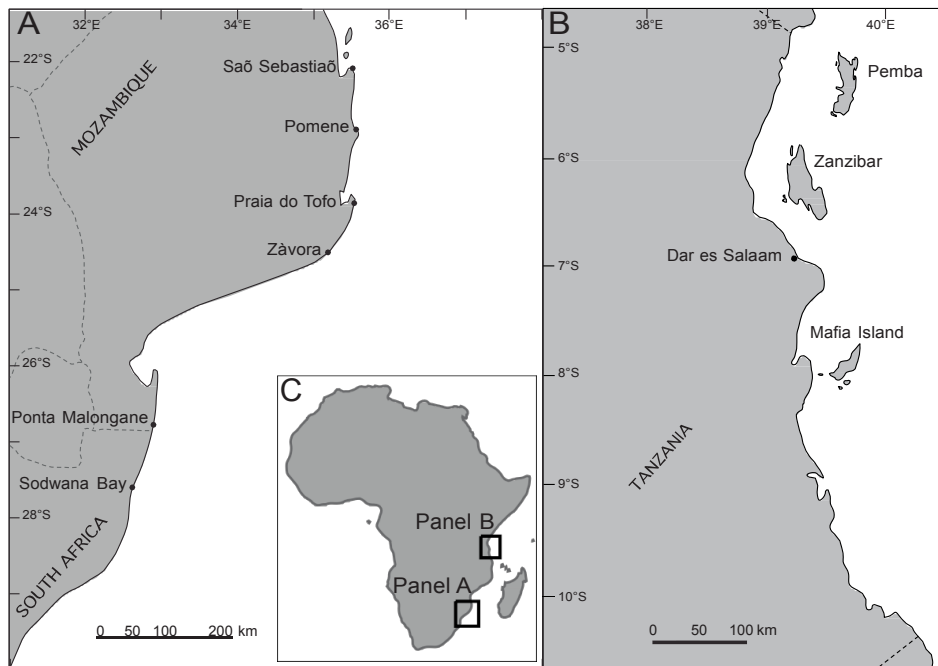 A
32°E
34°E
36°E
22°S
24°S
26°S
28°S
MOZAMBIQUE
Saõ Sebastiaõ
Pomene
Praia do Tofo
Zàvora
Ponta Malongane
Sodwana Bay
SOUTH AFRICA
0 50 100 200 km
C
Panel B
Panel A
B
38°E
39°E
40°E
5°S
6°S
7°S
8°S
9°S
10°S
Pemba
Zanzibar
Dar es Salaam
Mafia Island
TANZANIA
0 50 100 km